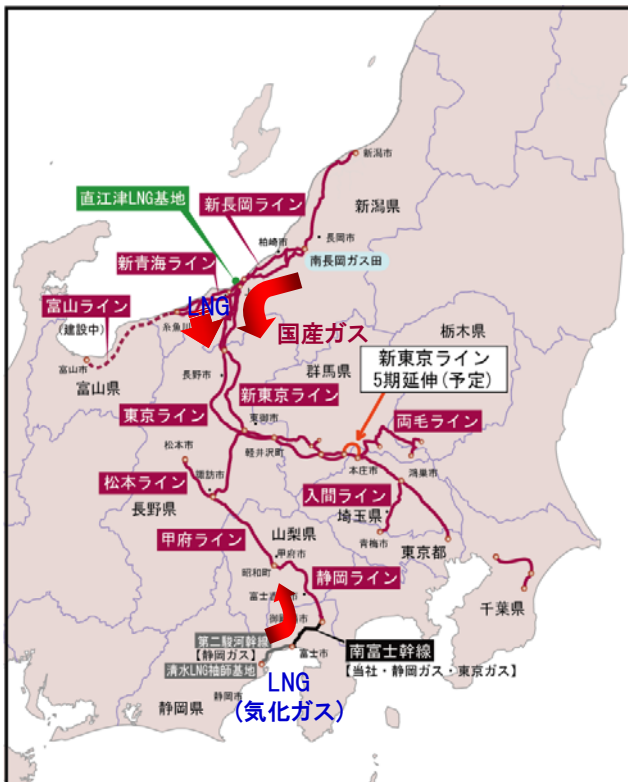 新潟市
新潟県
直江津LNG基地
新長岡ライン
柏崎市
長岡市
南長岡ガス田
新青海ライン
LNG
富山ライン
(建設中)
糸魚川
国産ガス
富山市
富山県
栃木県
群馬県
新東京ライン
5期延伸(予定)
長野市
新東京ライン
東京ライン
東御市
両毛ライン
軽井沢町
本庄市
鴻巣市
松本市
松本ライン
諏訪市
長野県
入間ライン
埼玉県
青梅市
東京都
甲府ライン
山梨県
甲府市
昭和町
静岡ライン
千葉県
第二駿河幹線
【静岡ガス】
清水LNG袖師基地
富士市
南富士幹線
【当社・静岡ガス・東京ガス】
静岡市
静岡県
LNG
(気化ガス)